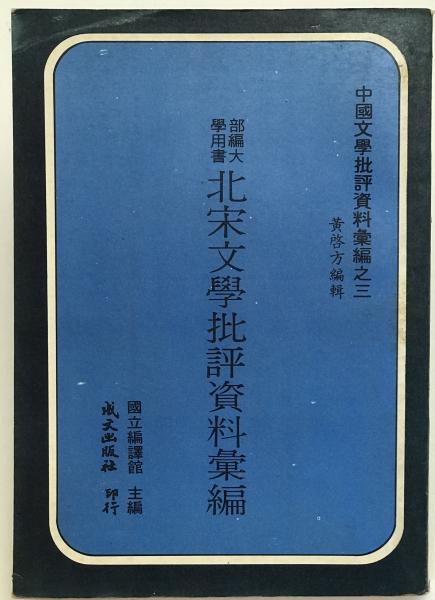 中國文學批評資料彙編之三
黃啓方編輯
部編大
學用書
北宋文學批評資料彙編
國立編譯館 主編
成文出版社 印行